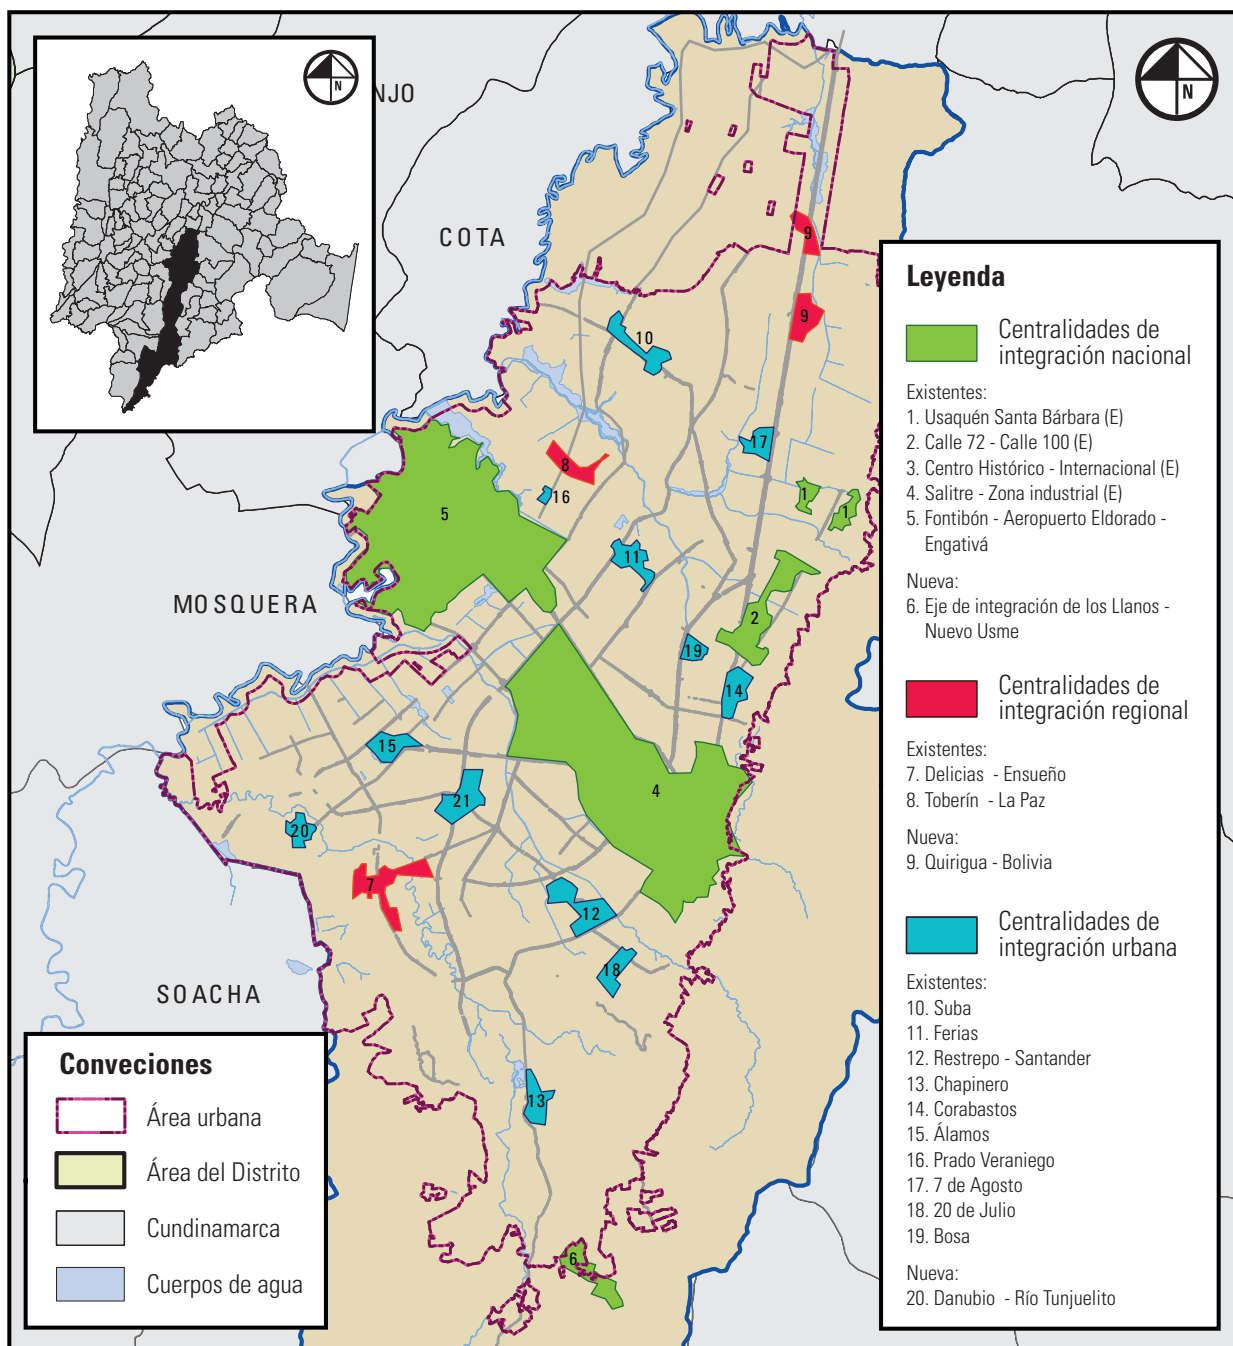 N
NJO
N
COTA
9
9
10
17
8
16
1
1
5
11
MOSQUERA
2
19
14
15
4
21
20
7
12
18
SOACHA
13
6
Leyenda
Centralidades de
integración nacional
Existentes:
1. Usaquén Santa Bárbara (E)
2. Calle 72 - Calle 100 (E)
3. Centro Histórico - Internacional (E)
4. Salitre - Zona industrial (E)
5. Fontibón - Aeropuerto Eldorado -
Engativá
Nueva:
6. Eje de integración de los Llanos -
Nuevo Usme
Centralidades de
integración regional
Existentes:
7. Delicias - Ensueño
8. Toberín - La Paz
Nueva:
9. Quirigua - Bolivia
Centralidades de
integración urbana
Existentes:
10. Suba
11. Ferias
12. Restrepo - Santander
13. Chapinero
14. Corabastos
15. Álamos
16. Prado Veraniego
17. 7 de Agosto
18. 20 de Julio
19. Bosa
Nueva:
20. Danubio - Río Tunjuelito
Conveciones
Área urbana
Área del Distrito
Cundinamarca
Cuerpos de agua